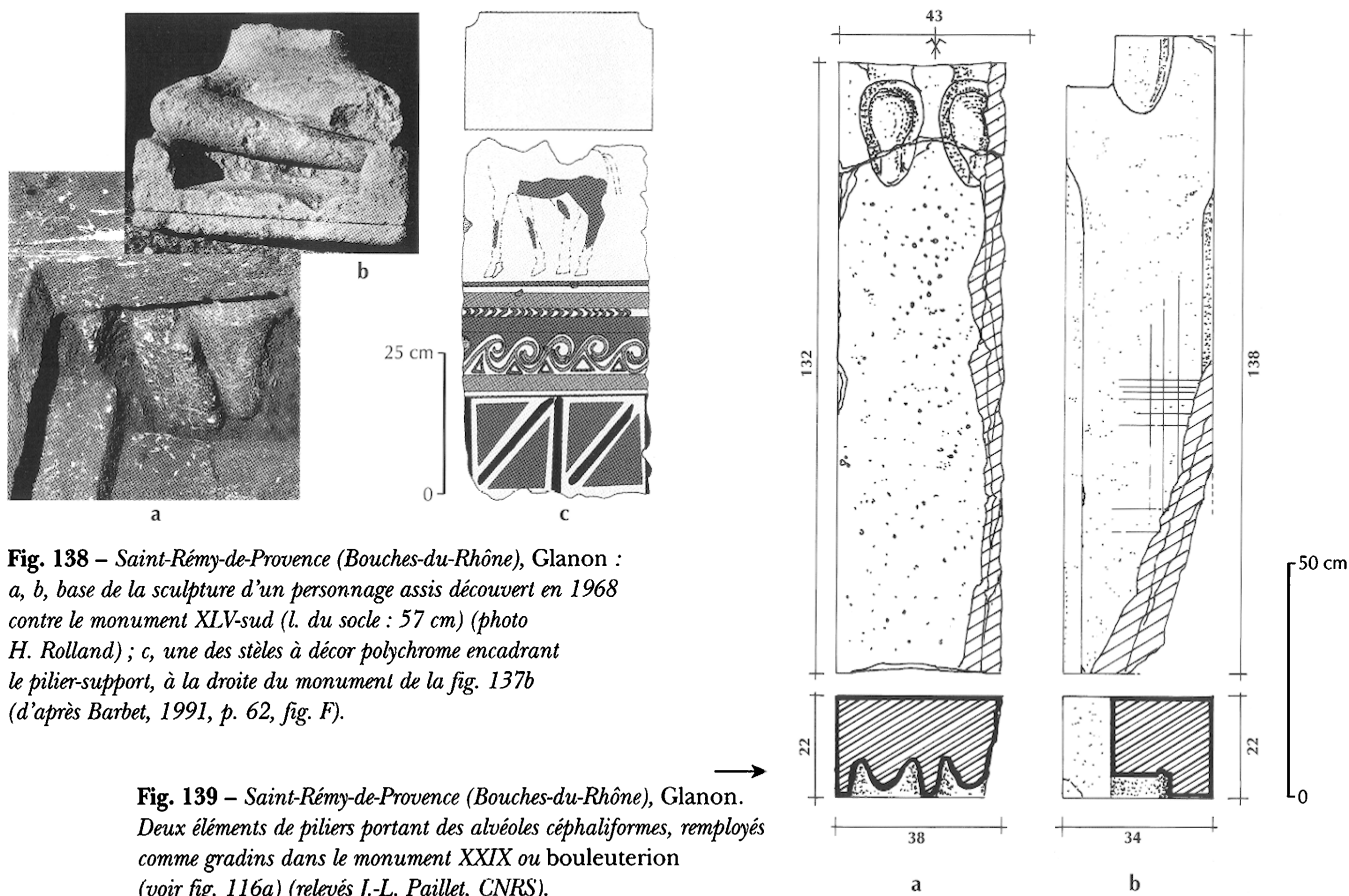 b
a
25 cm
0
c
Fig. 138 – Saint-Rémy-de-Provence (Bouches-du-Rhône), Glanon :
a, b, base de la sculpture d'un personnage assis découvert en 1968
contre le monument XLV-sud (l. du socle : 57 cm) (photo
H. Rolland) ; c, une des stèles à décor polychrome encadrant
le pilier-support, à la droite du monument de la fig. 137b
(d'après Barbet, 1991, p. 62, fig. F).
43
132
138
22
22
38
34
a
b
50 cm
0
Fig. 139 – Saint-Rémy-de-Provence (Bouches-du-Rhône), Glanon.
Deux éléments de piliers portant des alvéoles céphaliformes, remployés
comme gradins dans le monument XXIX ou bouleuterion
(voir fig. 116a) (relevés J.-L. Paillet, CNRS).